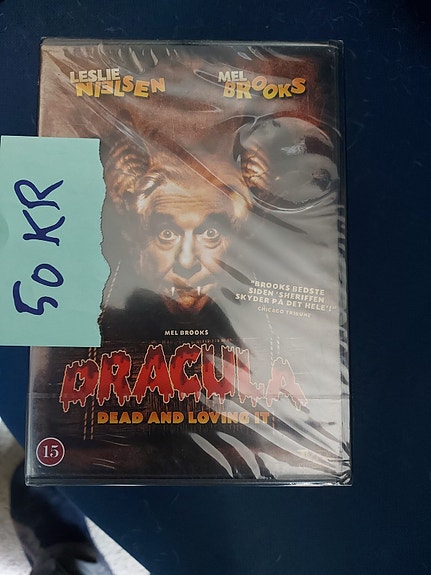 LESLIE
NIELSEN
MEL
BROOKS
50 KR
"BROOKS BEDSTE
SIDEN 'SHERIFFEN
SKYDER PÅ DET HELE'!"
CHICAGO TRIBUNE
MEL BROOKS
DRACULA
DEAD AND LOVING IT
15